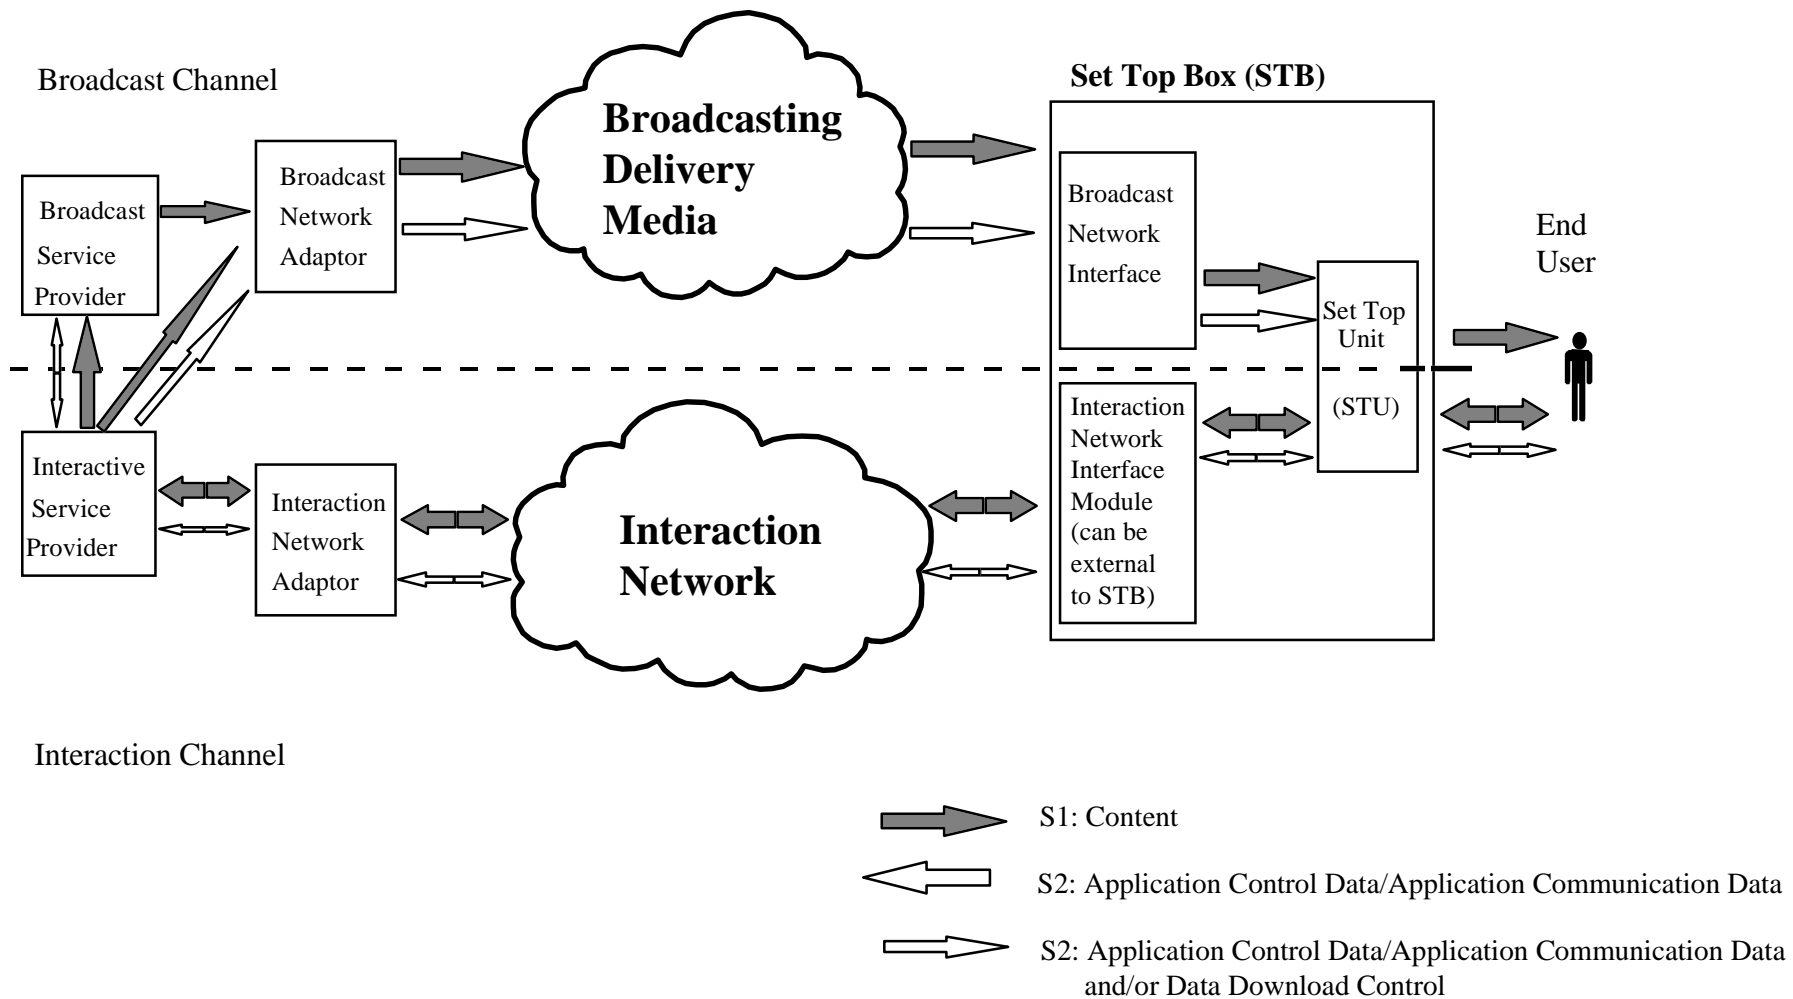 Broadcast Channel
Set Top Box (STB)
Broadcasting
Delivery
Media
Broadcast
Service
Provider
Broadcast
Network
Adaptor
Broadcast
Network
Interface
Set Top
Unit
(STU)
End
User
Interactive
Service
Provider
Interaction
Network
Adaptor
Interaction
Network
Interaction
Network
Interface
Module
(can be
external
to STB)
Interaction Channel
S1: Content
S2: Application Control Data/Application Communication Data
S2: Application Control Data/Application Communication Data
and/or Data Download Control